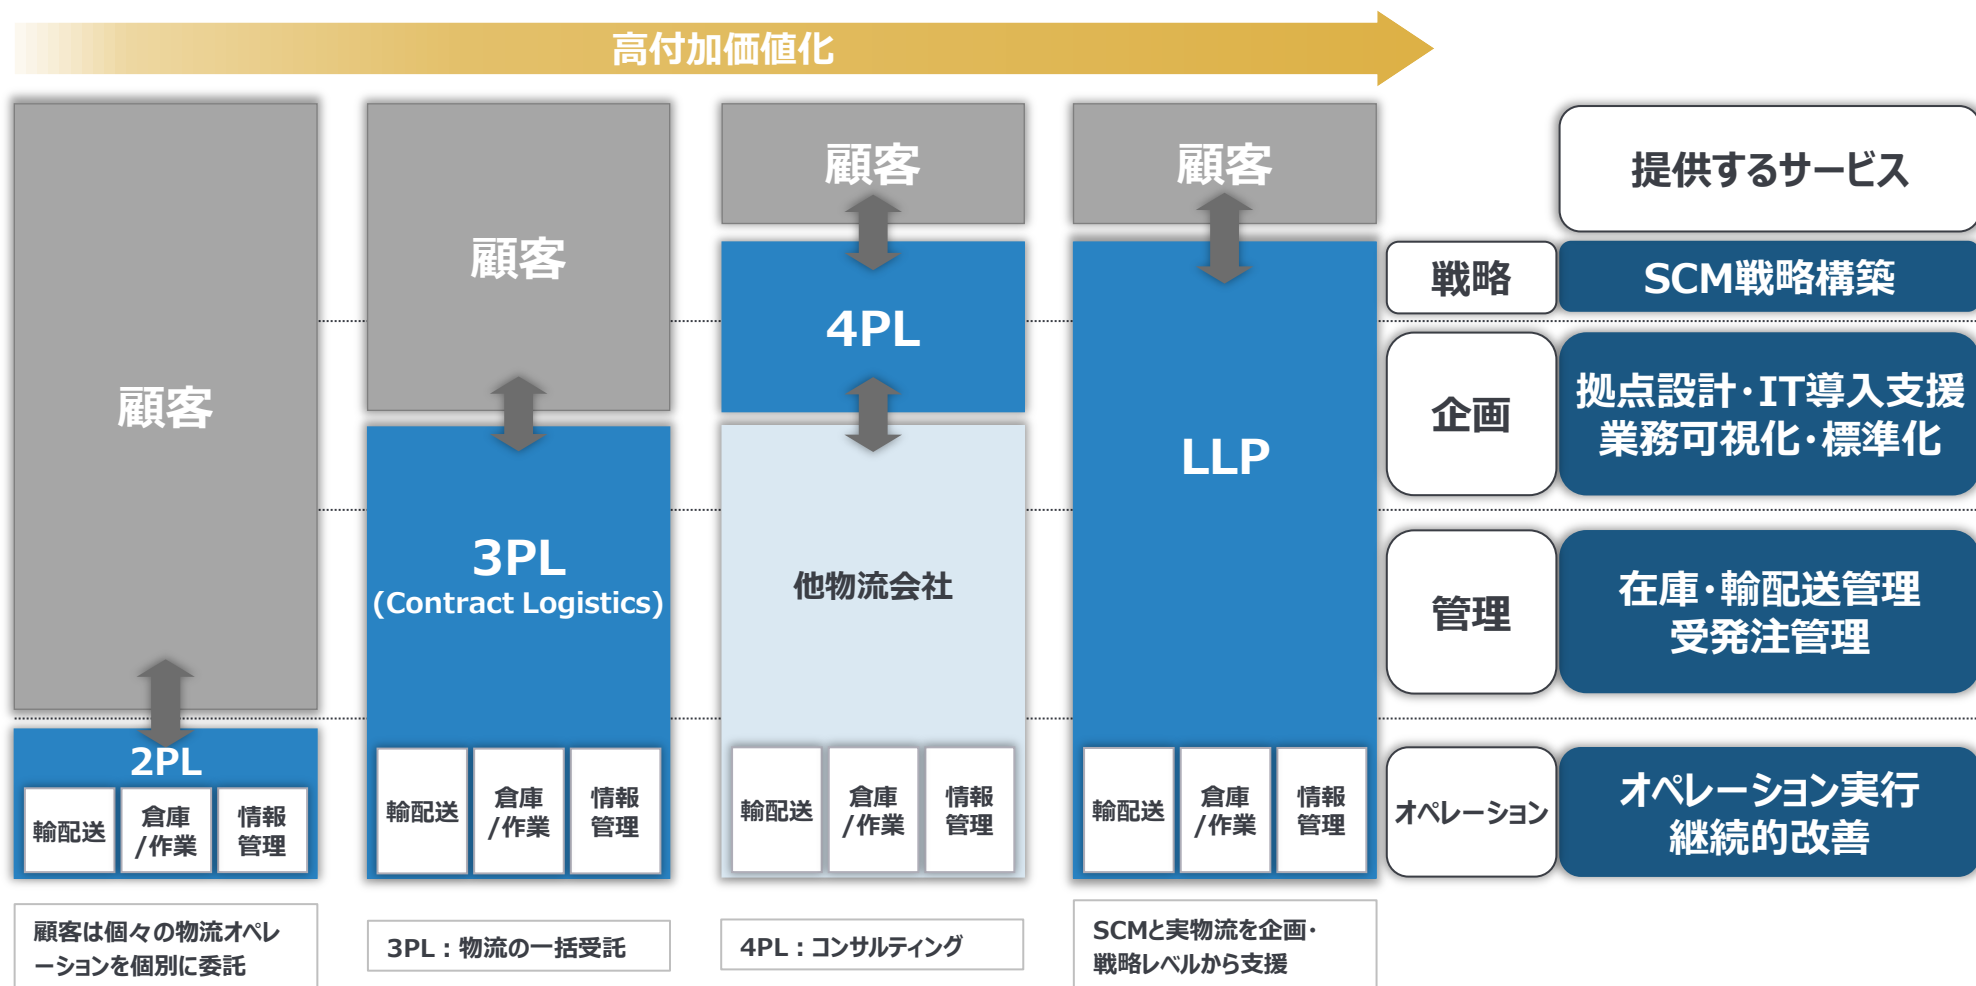 高付加価値化
顧客
2PL
輸配送
倉庫
/作業
情報
管理
顧客は個々の物流オペレ
ーションを個別に委託
顧客
3PL
(Contract Logistics)
輸配送
倉庫
/作業
情報
管理
3PL：物流の一括受託
顧客
4PL
他物流会社
輸配送
倉庫
/作業
情報
管理
4PL：コンサルティング
顧客
LLP
輸配送
倉庫
/作業
情報
管理
SCMと実物流を企画・
戦略レベルから支援
提供するサービス
戦略
SCM戦略構築
企画
拠点設計・IT導入支援
業務可視化・標準化
管理
在庫・輸配送管理
受発注管理
オペレーション
オペレーション実行
継続的改善